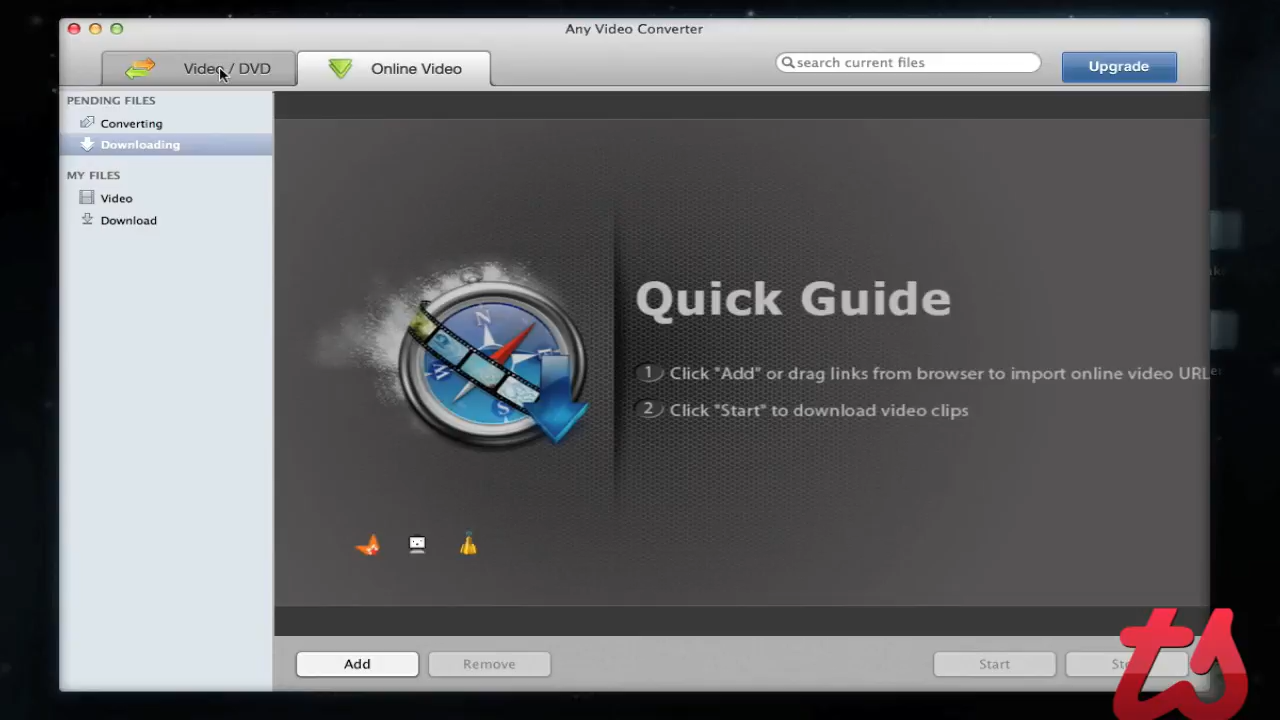 Any Video Converter
Video / DVD
Online Video
search current files
Upgrade
PENDING FILES
Converting
Downloading
MY FILES
Video
Download
Quick Guide
1 Click "Add" or drag links from browser to import online video URL
2 Click "Start" to download video clips
Add
Remove
Start
ts